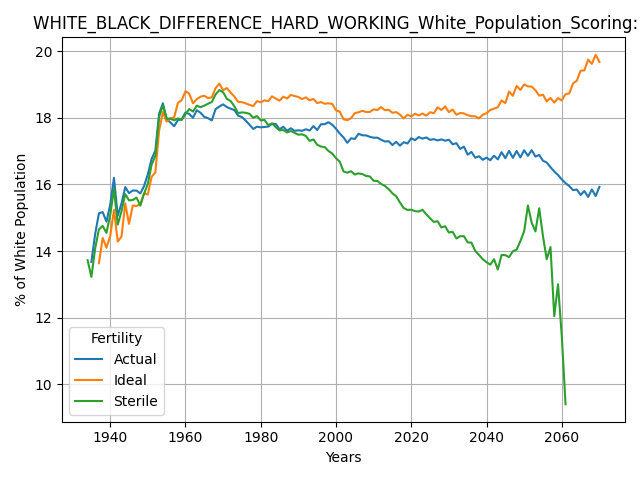 WHITE_BLACK_DIFFERENCE_HARD_WORKING_White_Population_Scoring:
% of White Population
20
18
16
14
12
10
Fertility
Actual
Ideal
Sterile
1940 1960 1980 2000 2020 2040 2060
Years